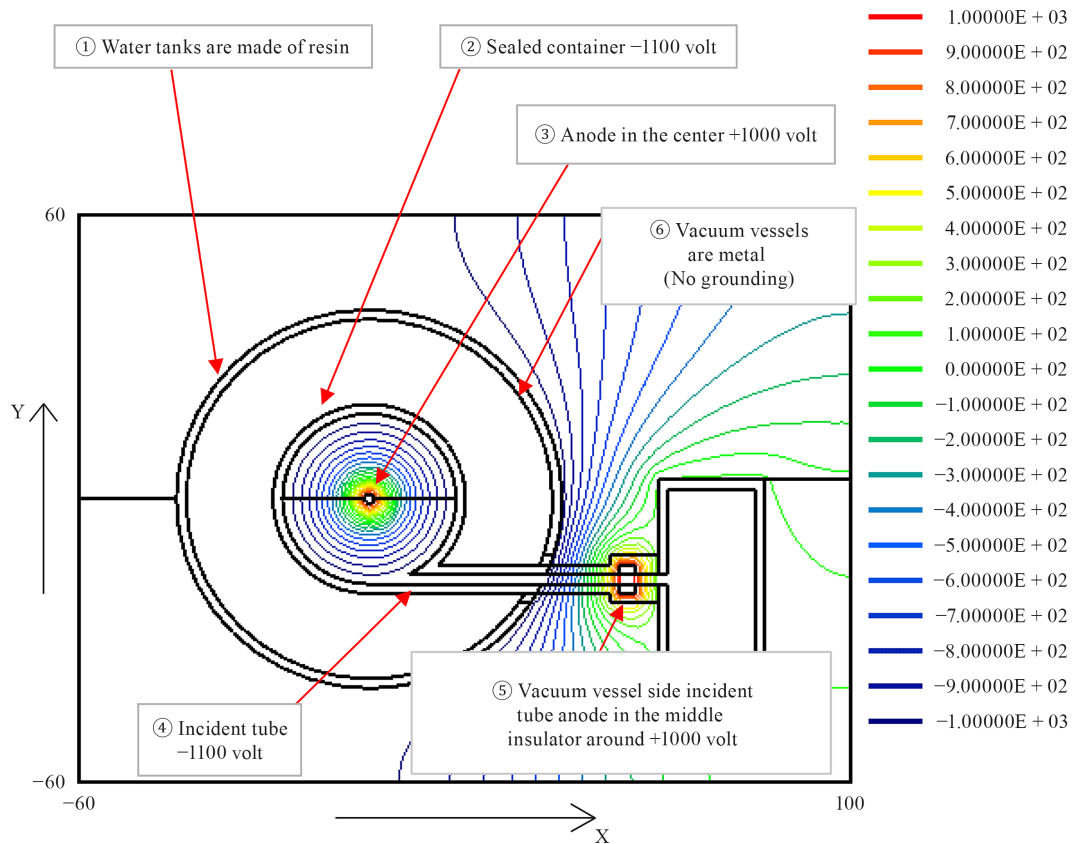 ① Water tanks are made of resin
② Sealed container −1100 volt
③ Anode in the center +1000 volt
⑥ Vacuum vessels
are metal
(No grounding)
④ Incident tube
−1100 volt
⑤ Vacuum vessel side incident
tube anode in the middle
insulator around +1000 volt
60
Y
−60
−60
100
X
1.00000E + 03
9.00000E + 02
8.00000E + 02
7.00000E + 02
6.00000E + 02
5.00000E + 02
4.00000E + 02
3.00000E + 02
2.00000E + 02
1.00000E + 02
0.00000E + 02
−1.00000E + 02
−2.00000E + 02
−3.00000E + 02
−4.00000E + 02
−5.00000E + 02
−6.00000E + 02
−7.00000E + 02
−8.00000E + 02
−9.00000E + 02
−1.00000E + 03